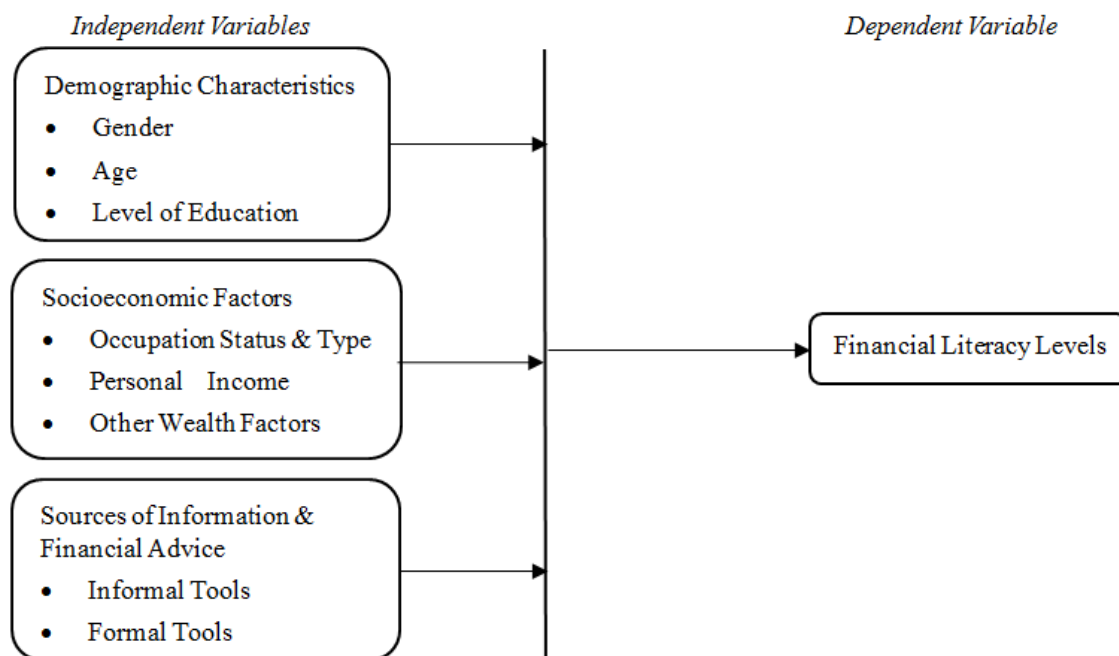 Independent Variables
Dependent Variable
Demographic Characteristics
• Gender
• Age
• Level of Education
Socioeconomic Factors
• Occupation Status & Type
• Personal Income
• Other Wealth Factors
Financial Literacy Levels
Sources of Information &
Financial Advice
• Informal Tools
• Formal Tools